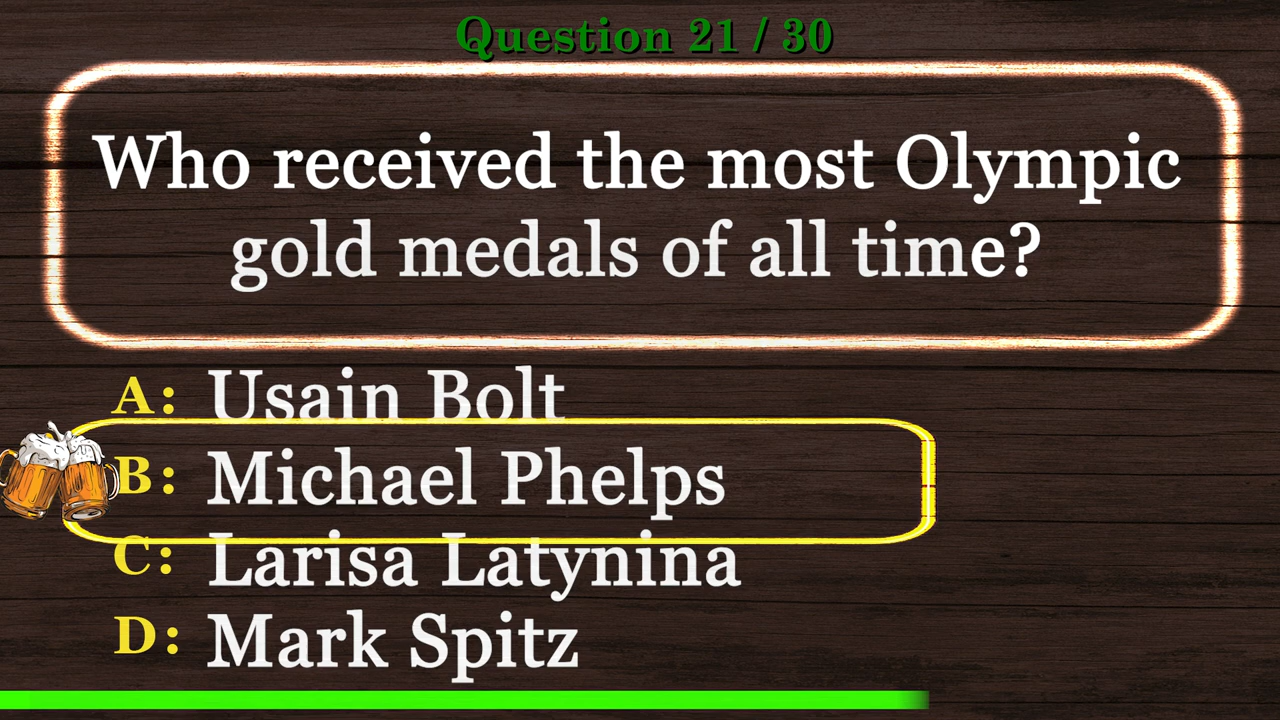 Question 21 / 30
Who received the most Olympic
gold medals of all time?
A: Usain Bolt
B: Michael Phelps
C: Larisa Latynina
D: Mark Spitz